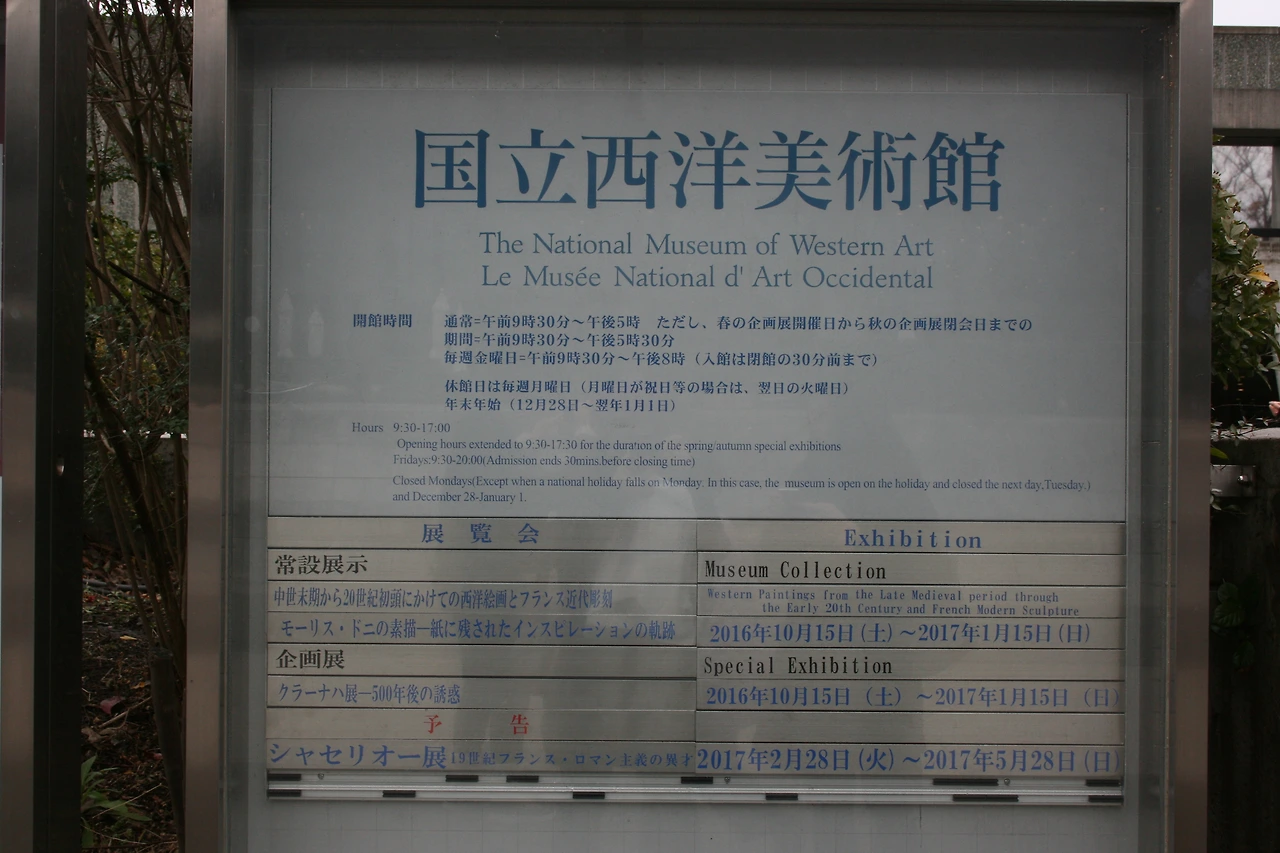 国立西洋美術館
The National Museum of Western Art
Le Musée National d' Art Occidental
開館時間 通常=午前9時30分〜午後5時 ただし、春の企画展開催日から秋の企画展閉会日までの
期間=午前9時30分〜午後5時30分
毎週金曜日=午前9時30分〜午後8時（入館は閉館の30分前まで）
休館日は毎週月曜日（月曜日が祝日等の場合は、翌日の火曜日）
年末年始（12月28日〜翌年1月1日）
Hours 9:30-17:00
Opening hours extended to 9:30-17:30 for the duration of the spring/autumn special exhibitions
Fridays:9:30-20:00(Admission ends 30mins.before closing time)
Closed Mondays(Except when a national holiday falls on Monday. In this case, the museum is open on the holiday and closed the next day,Tuesday.)
and December 28-January 1.
展覧会 Exhibition
常設展示 Museum Collection
中世末期から20世紀初頭にかけての西洋絵画とフランス近代彫刻
Western Paintings from the Late Medieval period through
the Early 20th Century and French Modern Sculpture
モーリス・ドニの素描—紙に残されたインスピレーションの軌跡 2016年10月15日(土)〜2017年1月15日(日)
企画展 Special Exhibition
クラーナハ展—500年後の誘惑 2016年10月15日（土）〜2017年1月15日（日）
予告
シャセリオー展 19世紀フランス・ロマン主義の異才 2017年2月28日(火)〜2017年5月28日(日)